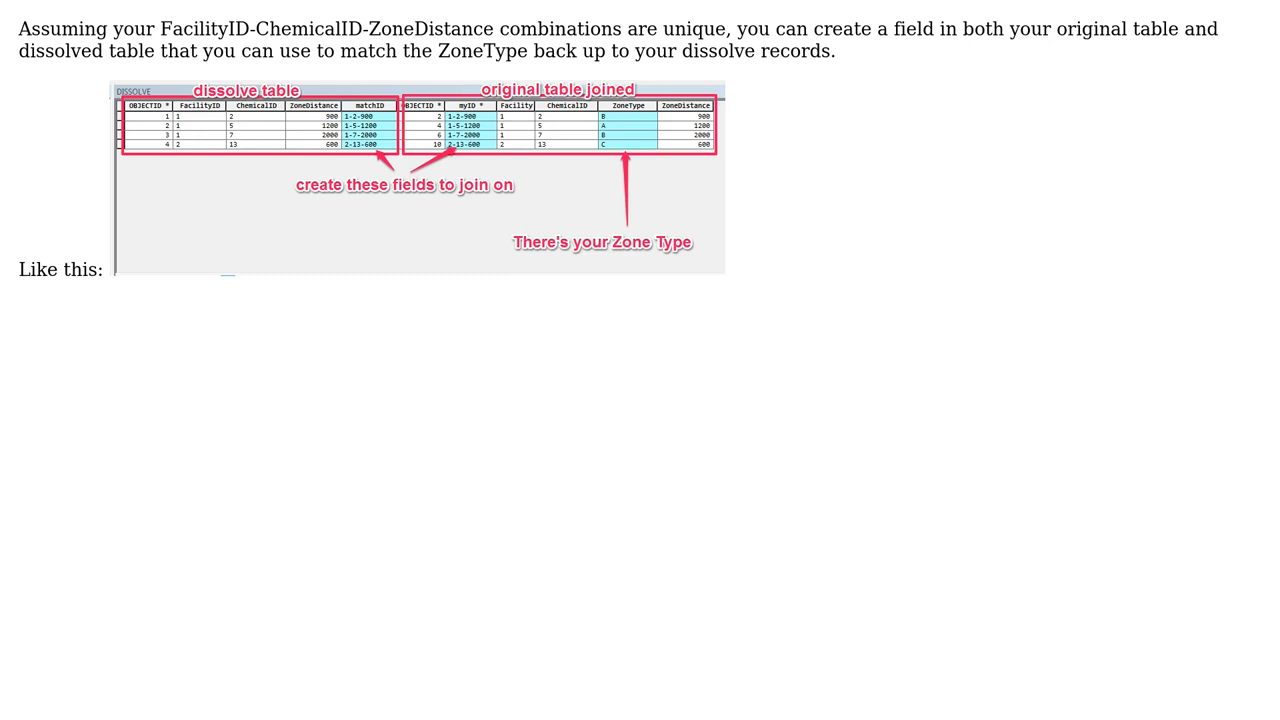 Assuming your FacilityID-ChemicalID-ZoneDistance combinations are unique, you can create a field in both your original table and
dissolved table that you can use to match the ZoneType back up to your dissolve records.
DISSOLVE
dissolve table original table joined
OBJECTID * FacilityID ChemicalID ZoneDistance matchID BJECTID * myID * Facility ChemicalID ZoneType ZoneDistance
1 1 2 900 1-2-900 2 1-2-900 1 2 B 900
2 1 5 1200 1-5-1200 4 1-5-1200 1 5 A 1200
3 1 7 2000 1-7-2000 6 1-7-2000 1 7 B 2000
4 2 13 600 2-13-600 10 2-13-600 2 13 C 600
create these fields to join on
There's your Zone Type
Like this: